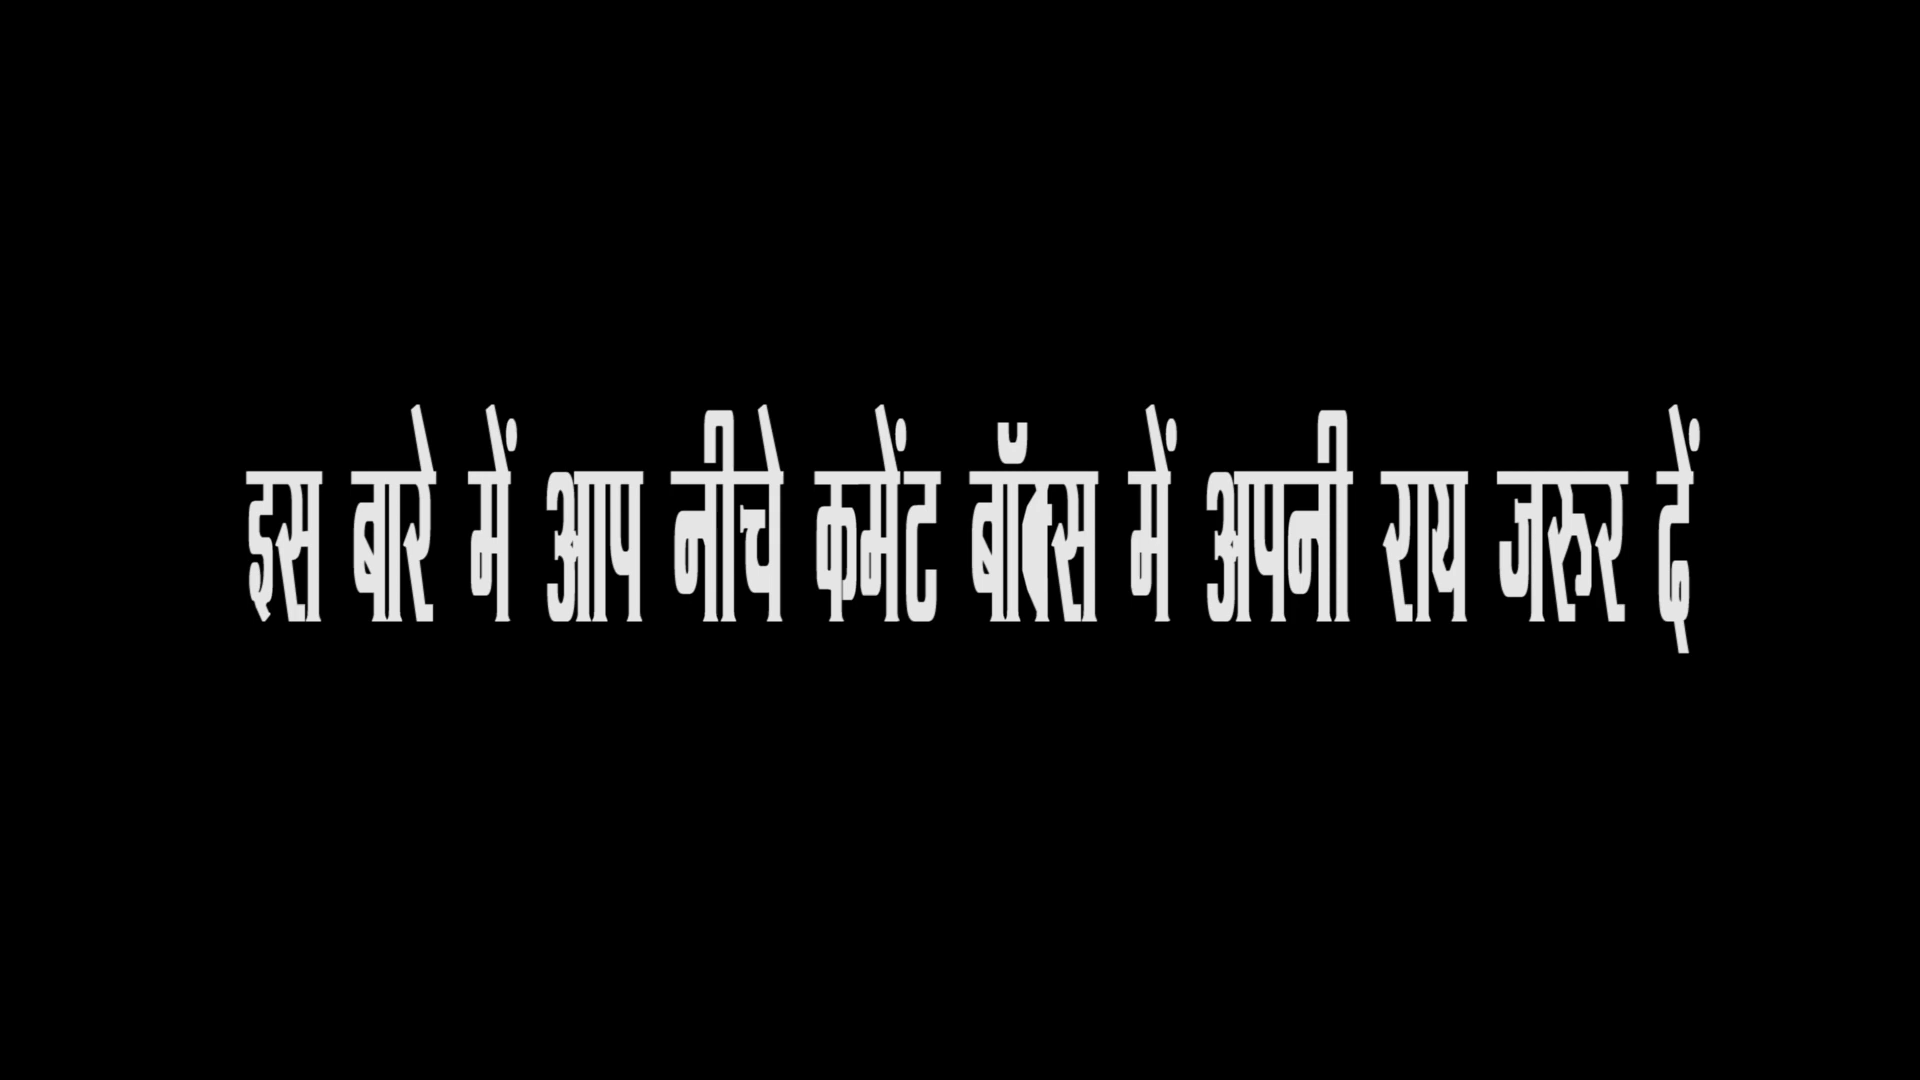 इस बारे में आप नीचे कमेंट बॉक्स में अपनी राय जरूर दें